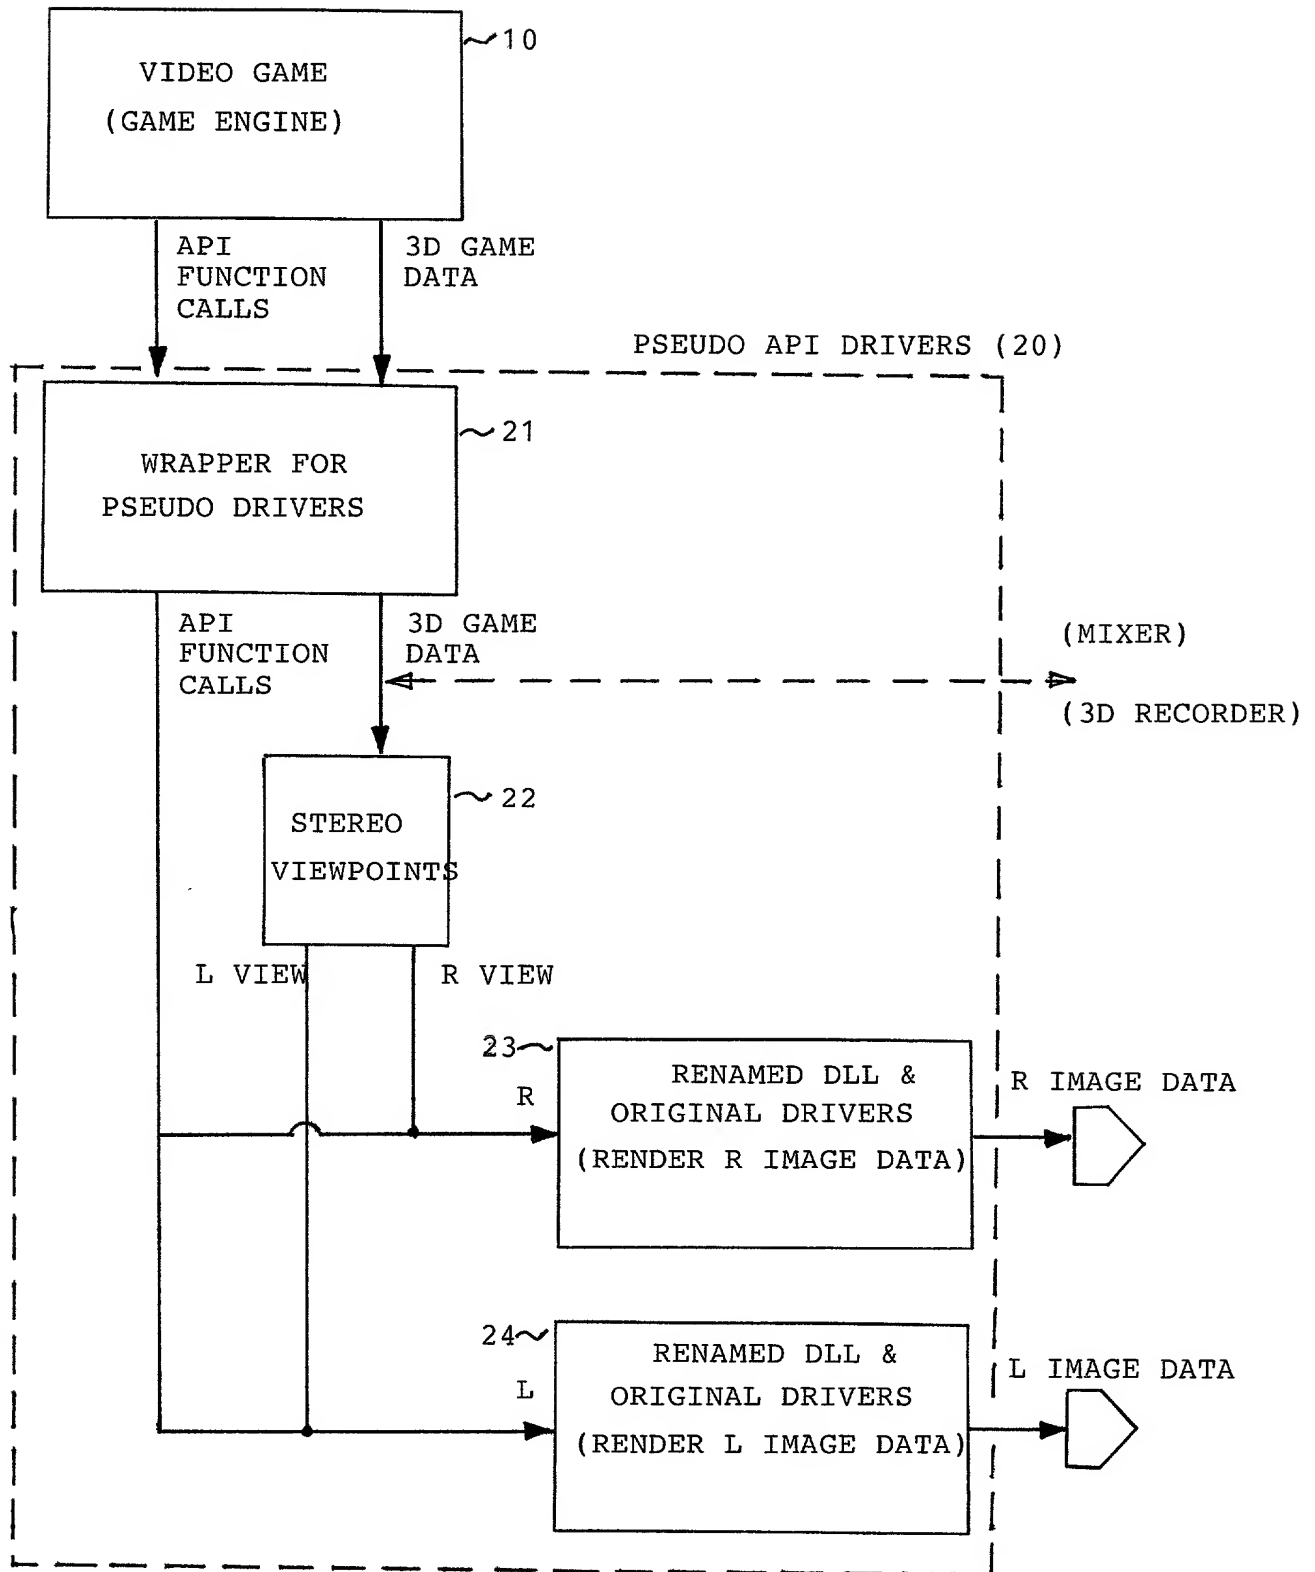 10
VIDEO GAME
(GAME ENGINE)
API
FUNCTION
CALLS
3D GAME
DATA
PSEUDO API DRIVERS (20)
21
WRAPPER FOR
PSEUDO DRIVERS
API
FUNCTION
CALLS
3D GAME
DATA
(MIXER)
(3D RECORDER)
22
STEREO
VIEWPOINTS
L VIEW
R VIEW
23
R
RENAMED DLL &
ORIGINAL DRIVERS
(RENDER R IMAGE DATA)
R IMAGE DATA
24
L
RENAMED DLL &
ORIGINAL DRIVERS
(RENDER L IMAGE DATA)
L IMAGE DATA